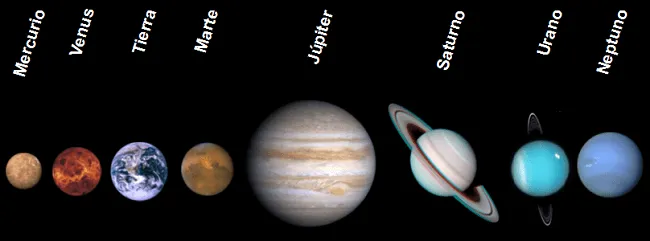 Mercurio
Venus
Tierra
Marte
Júpiter
Saturno
Urano
Neptuno